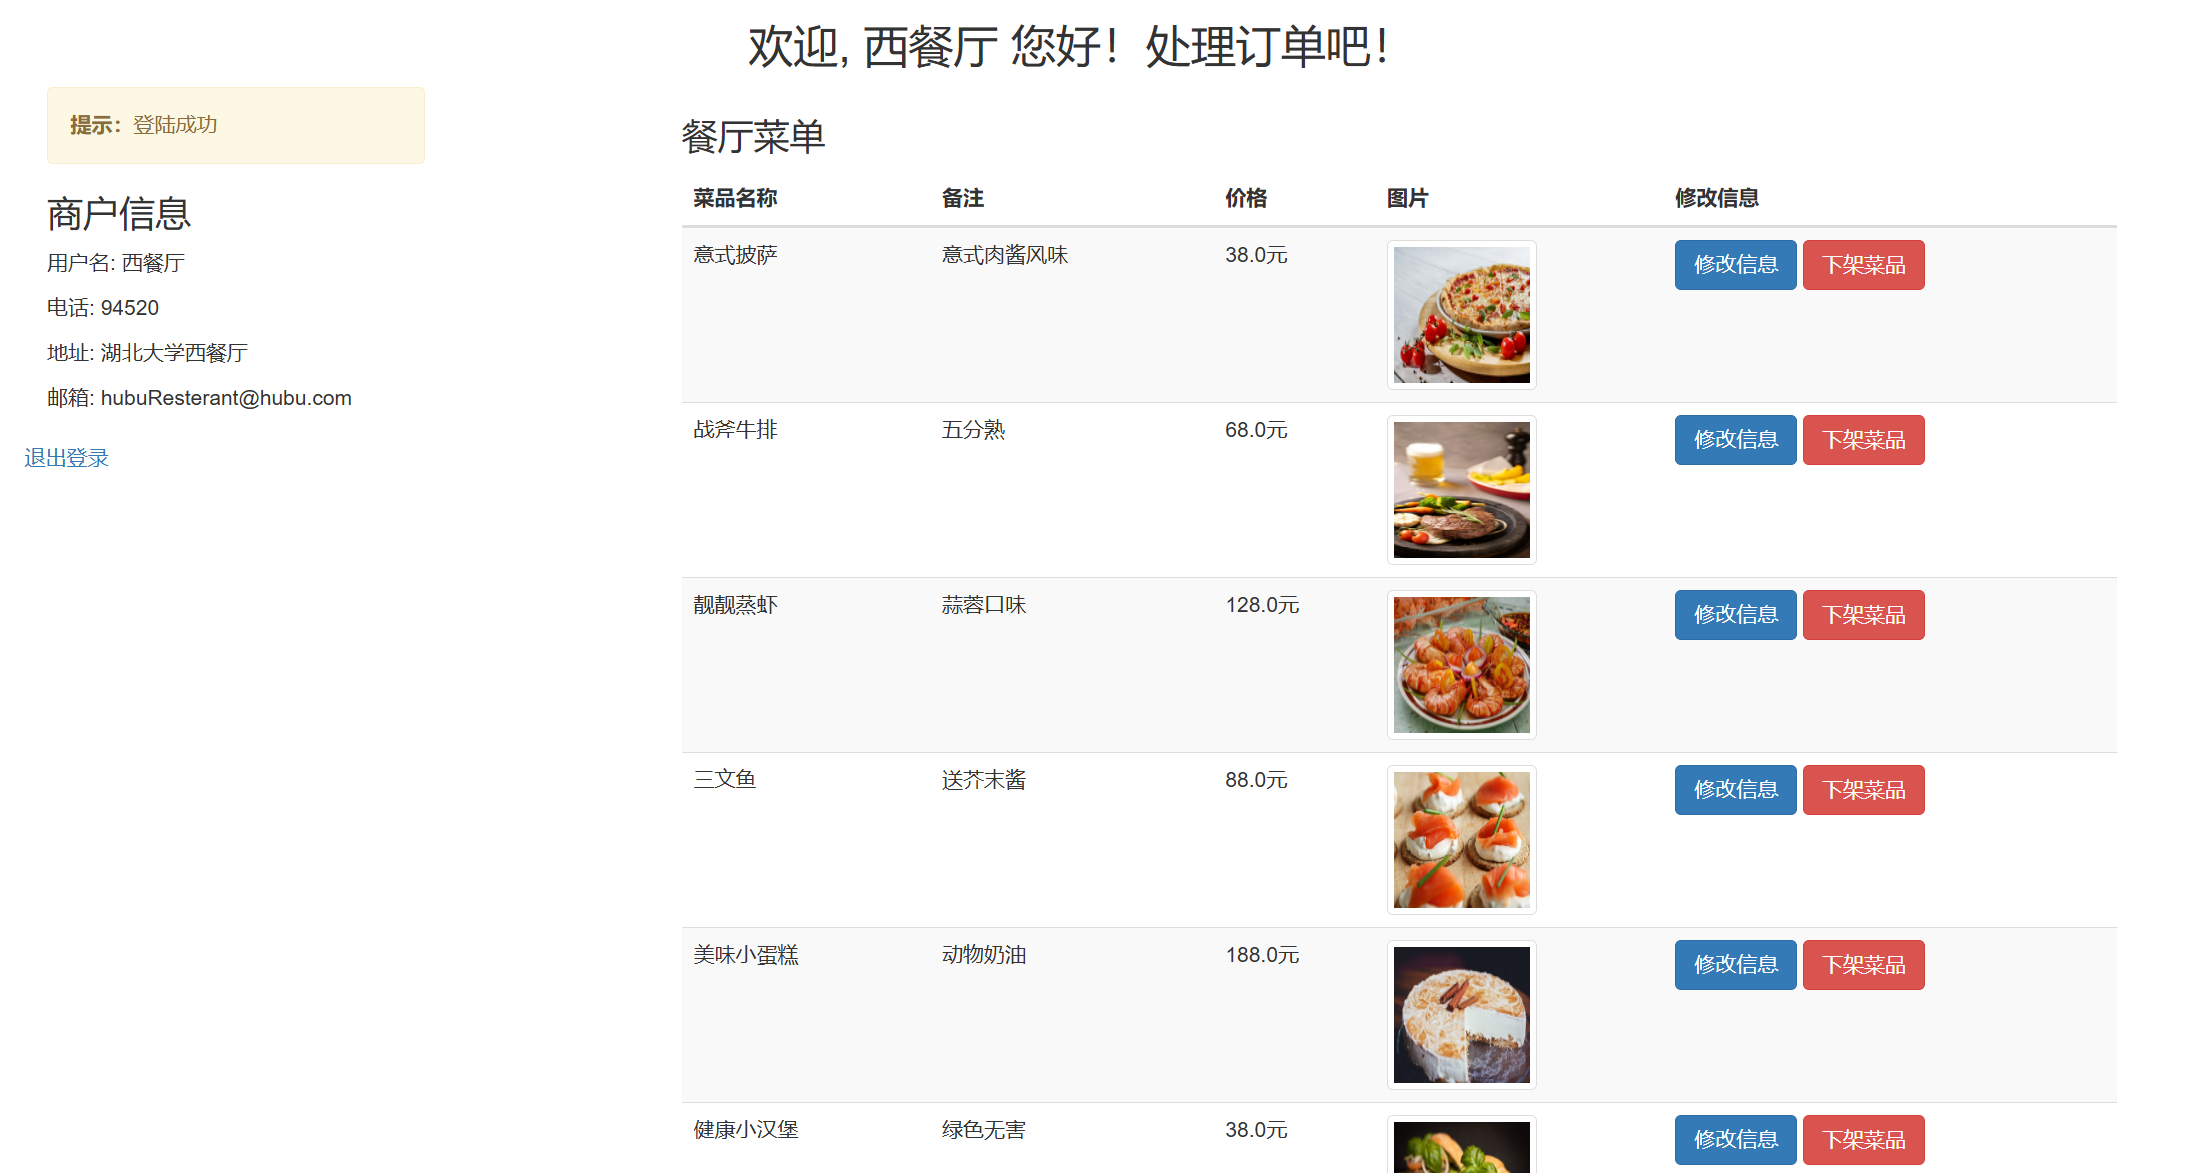 欢迎, 西餐厅 您好！处理订单吧！
提示：登陆成功
商户信息
用户名: 西餐厅
电话: 94520
地址: 湖北大学西餐厅
邮箱: hubuResterant@hubu.com
退出登录
餐厅菜单
菜品名称 备注 价格 图片 修改信息
意式披萨 意式肉酱风味 38.0元 修改信息 下架菜品
战斧牛排 五分熟 68.0元 修改信息 下架菜品
靓靓蒸虾 蒜蓉口味 128.0元 修改信息 下架菜品
三文鱼 送芥末酱 88.0元 修改信息 下架菜品
美味小蛋糕 动物奶油 188.0元 修改信息 下架菜品
健康小汉堡 绿色无害 38.0元 修改信息 下架菜品